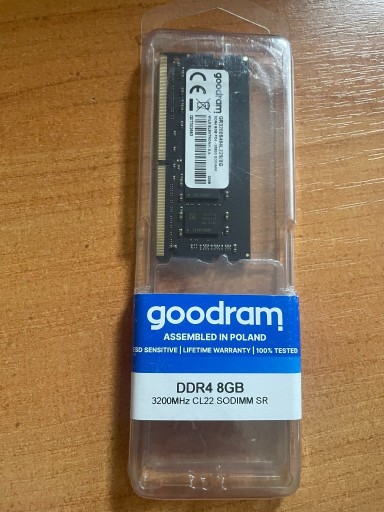 goodram
goodram
ASSEMBLED IN POLAND
ESD SENSITIVE | LIFETIME WARRANTY | 100% TESTED
DDR4 8GB
3200MHz CL22 SODIMM SR